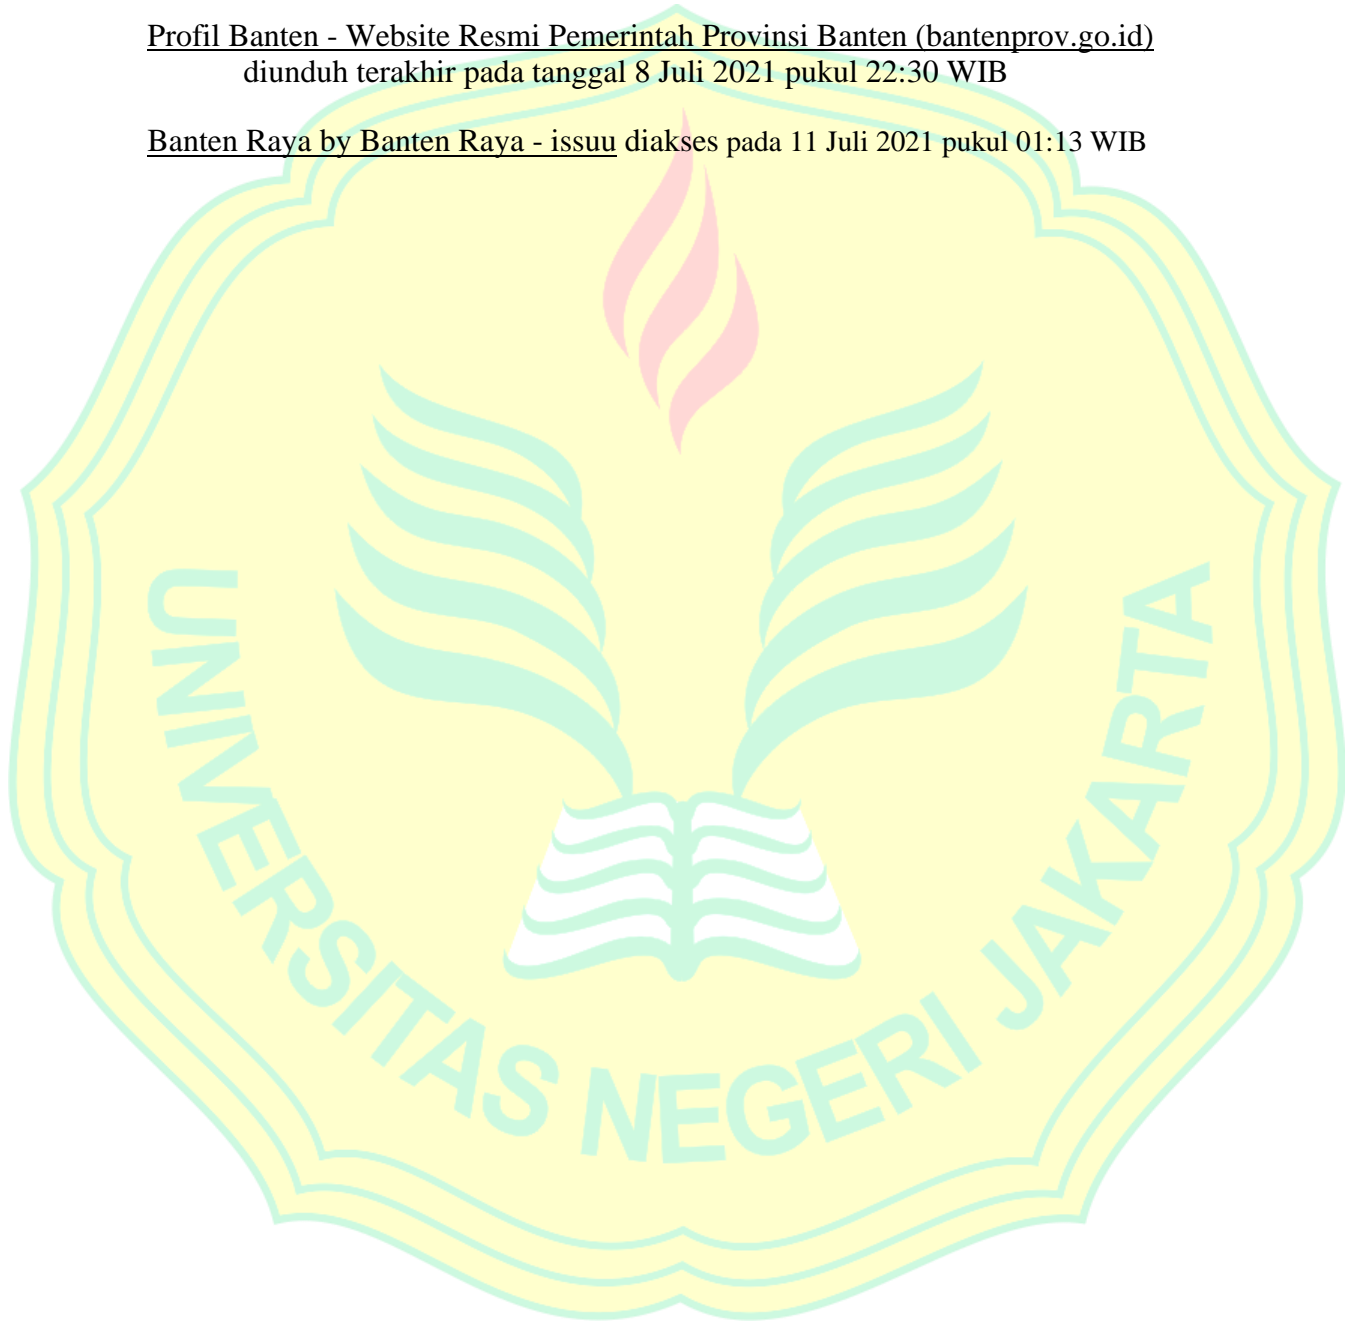 Profil Banten - Website Resmi Pemerintah Provinsi Banten (bantenprov.go.id)
diunduh terakhir pada tanggal 8 Juli 2021 pukul 22:30 WIB
Banten Raya by Banten Raya - issuu diakses pada 11 Juli 2021 pukul 01:13 WIB
UNIVERSITAS NEGERI JAKARTA